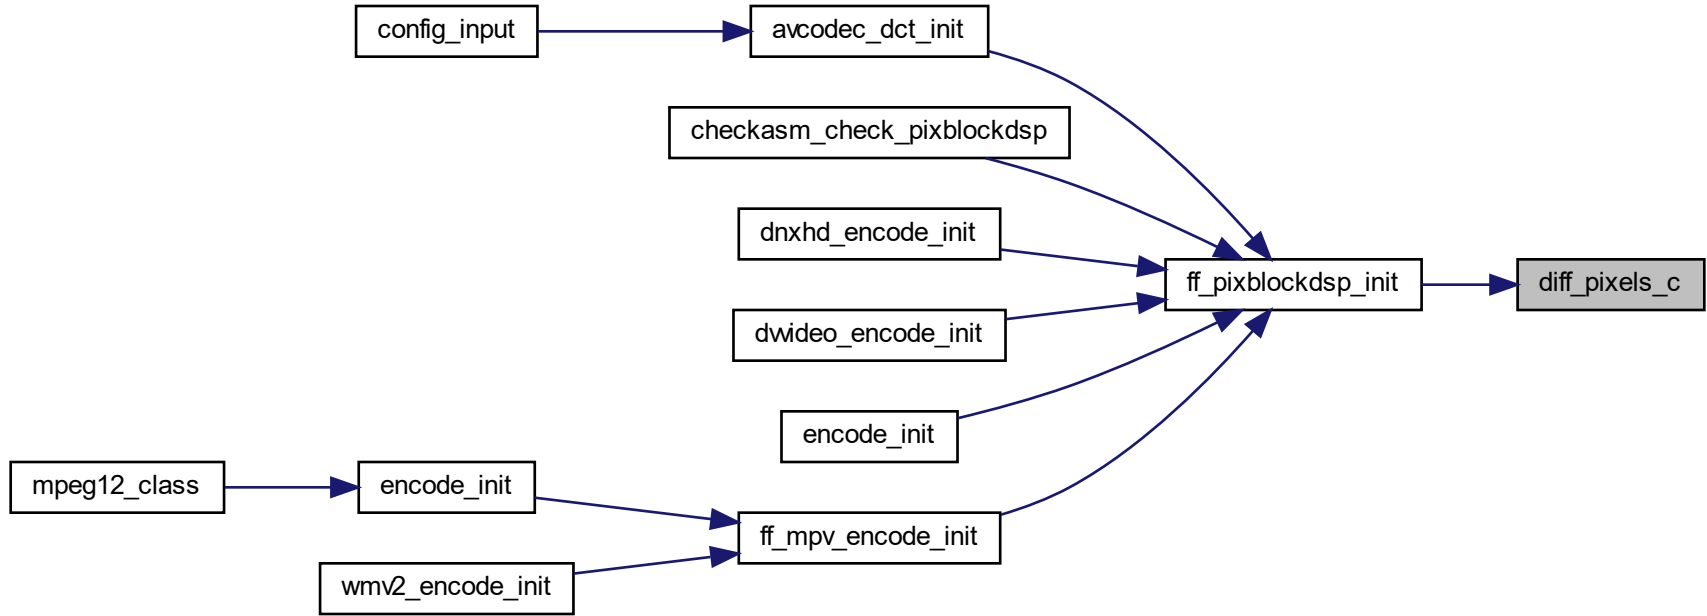 config_input
avcodec_dct_init
checkasm_check_pixblockdsp
dnxhd_encode_init
ff_pixblockdsp_init
diff_pixels_c
dvvideo_encode_init
encode_init
mpeg12_class
encode_init
ff_mpv_encode_init
wmv2_encode_init